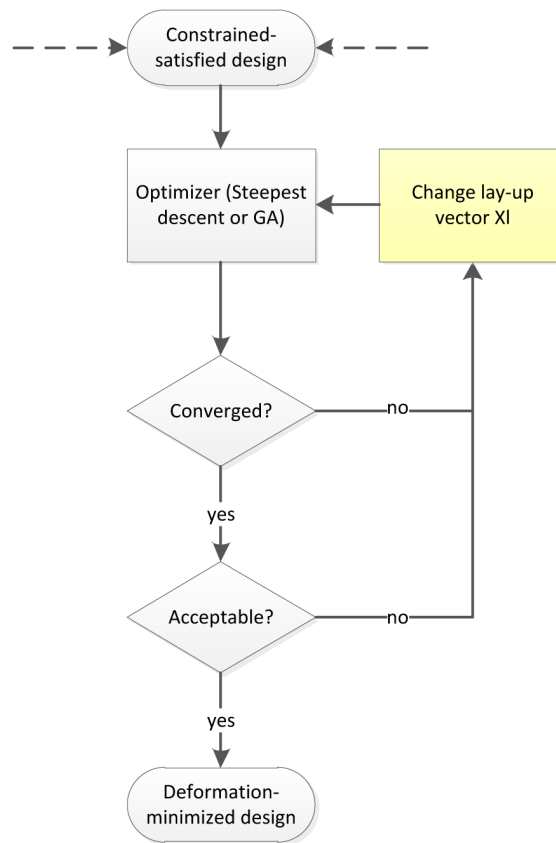 Constrained-
satisfied design
Optimizer (Steepest
descent or GA)
Change lay-up
vector Xl
Converged?
no
yes
Acceptable?
no
yes
Deformation-
minimized design